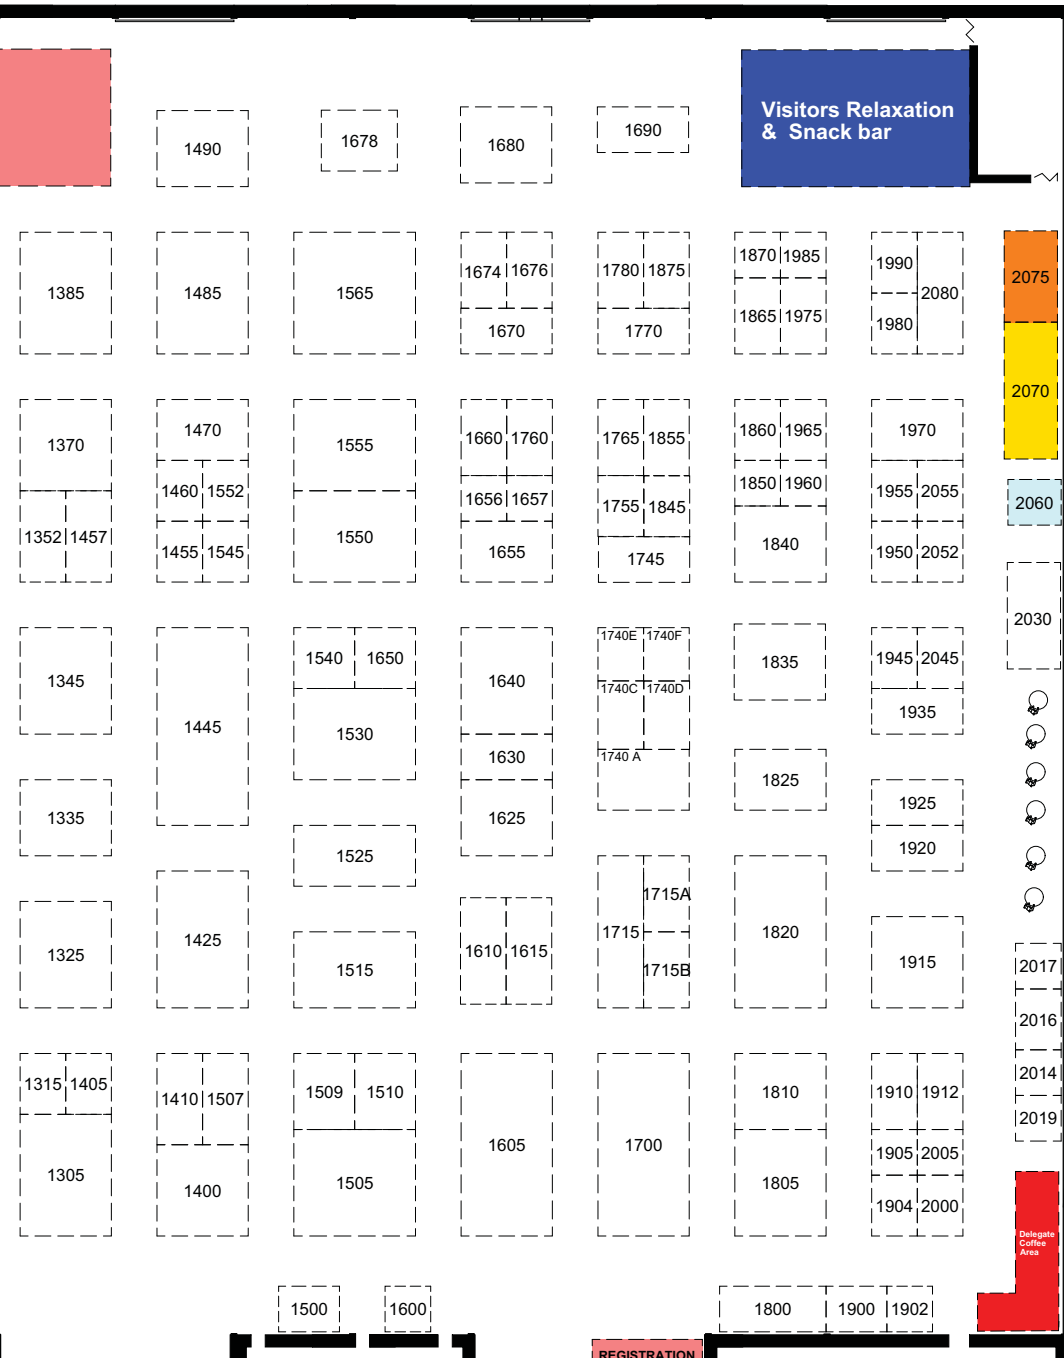 Visitors Relaxation
& Snack bar
1490 1678 1680 1690
1385 1485 1565 1674 1676 1670 1780 1875 1770 1870 1985 1865 1975 1990 1980 2080 2075
2070
1370 1470 1555 1660 1760 1765 1855 1860 1965 1970
1460 1552 1656 1657 1755 1845 1850 1960 1955 2055 2060
1352 1457 1455 1545 1550 1655 1745 1840 1950 2052
2030
1740E 1740F
1345 1445 1540 1650 1640 1740C 1740D 1835 1945 2045
1530 1630 1740 A 1935
1335 1625 1825 1925
1525 1920
1715A
1325 1425 1515 1610 1615 1715 1820 1915 2017
1715B
2016
1315 1405 1410 1507 1509 1510 1605 1700 1810 1910 1912 2014
1905 2005 2019
1305 1400 1505 1805 1904 2000
Delegate
Coffee
Area
1500 1600 1800 1900 1902
REGISTRATION